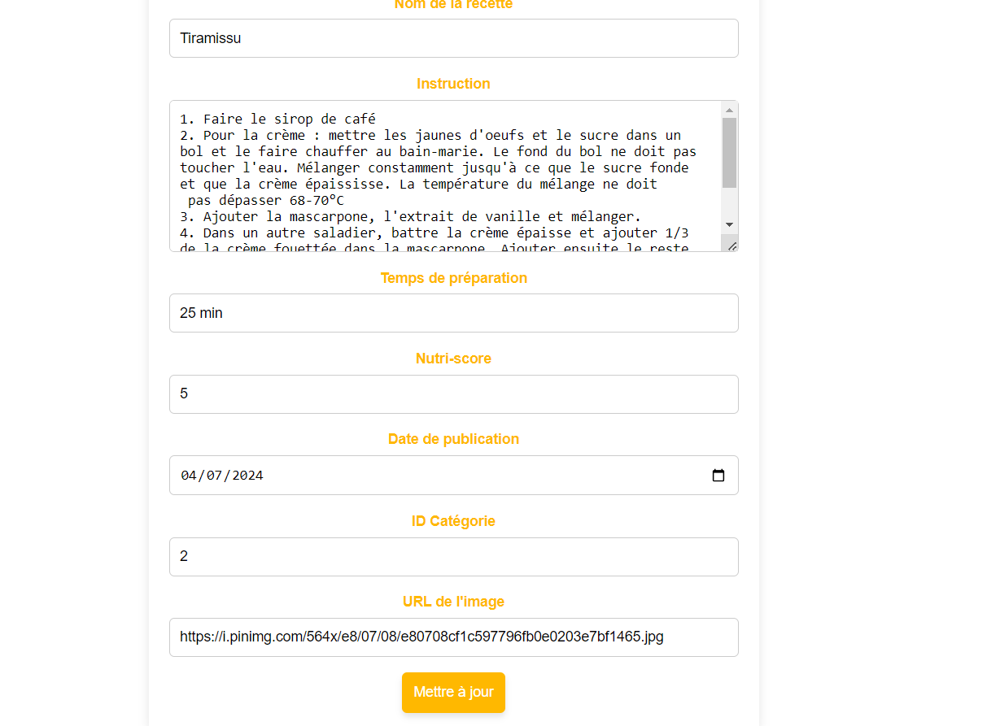 Nom de la recette
Tiramissu
Instruction
1. Faire le sirop de café
2. Pour la crème : mettre les jaunes d'oeufs et le sucre dans un
bol et le faire chauffer au bain-marie. Le fond du bol ne doit pas
toucher l'eau. Mélanger constamment jusqu'à ce que le sucre fonde
et que la crème épaississe. La température du mélange ne doit
pas dépasser 68-70°C
3. Ajouter la mascarpone, l'extrait de vanille et mélanger.
4. Dans un autre saladier, battre la crème épaisse et ajouter 1/3
de la crème fouettée dans la mascarpone. Ajouter ensuite le reste
Temps de préparation
25 min
Nutri-score
5
Date de publication
04/07/2024
ID Catégorie
2
URL de l'image
https://i.pinimg.com/564x/e8/07/08/e80708cf1c597796fb0e0203e7bf1465.jpg
Mettre à jour